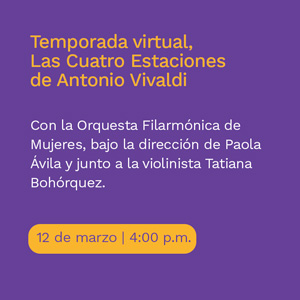 Temporada virtual,
Las Cuatro Estaciones
de Antonio Vivaldi
Con la Orquesta Filarmónica de
Mujeres, bajo la dirección de Paola
Ávila y junto a la violinista Tatiana
Bohórquez.
12 de marzo | 4:00 p.m.